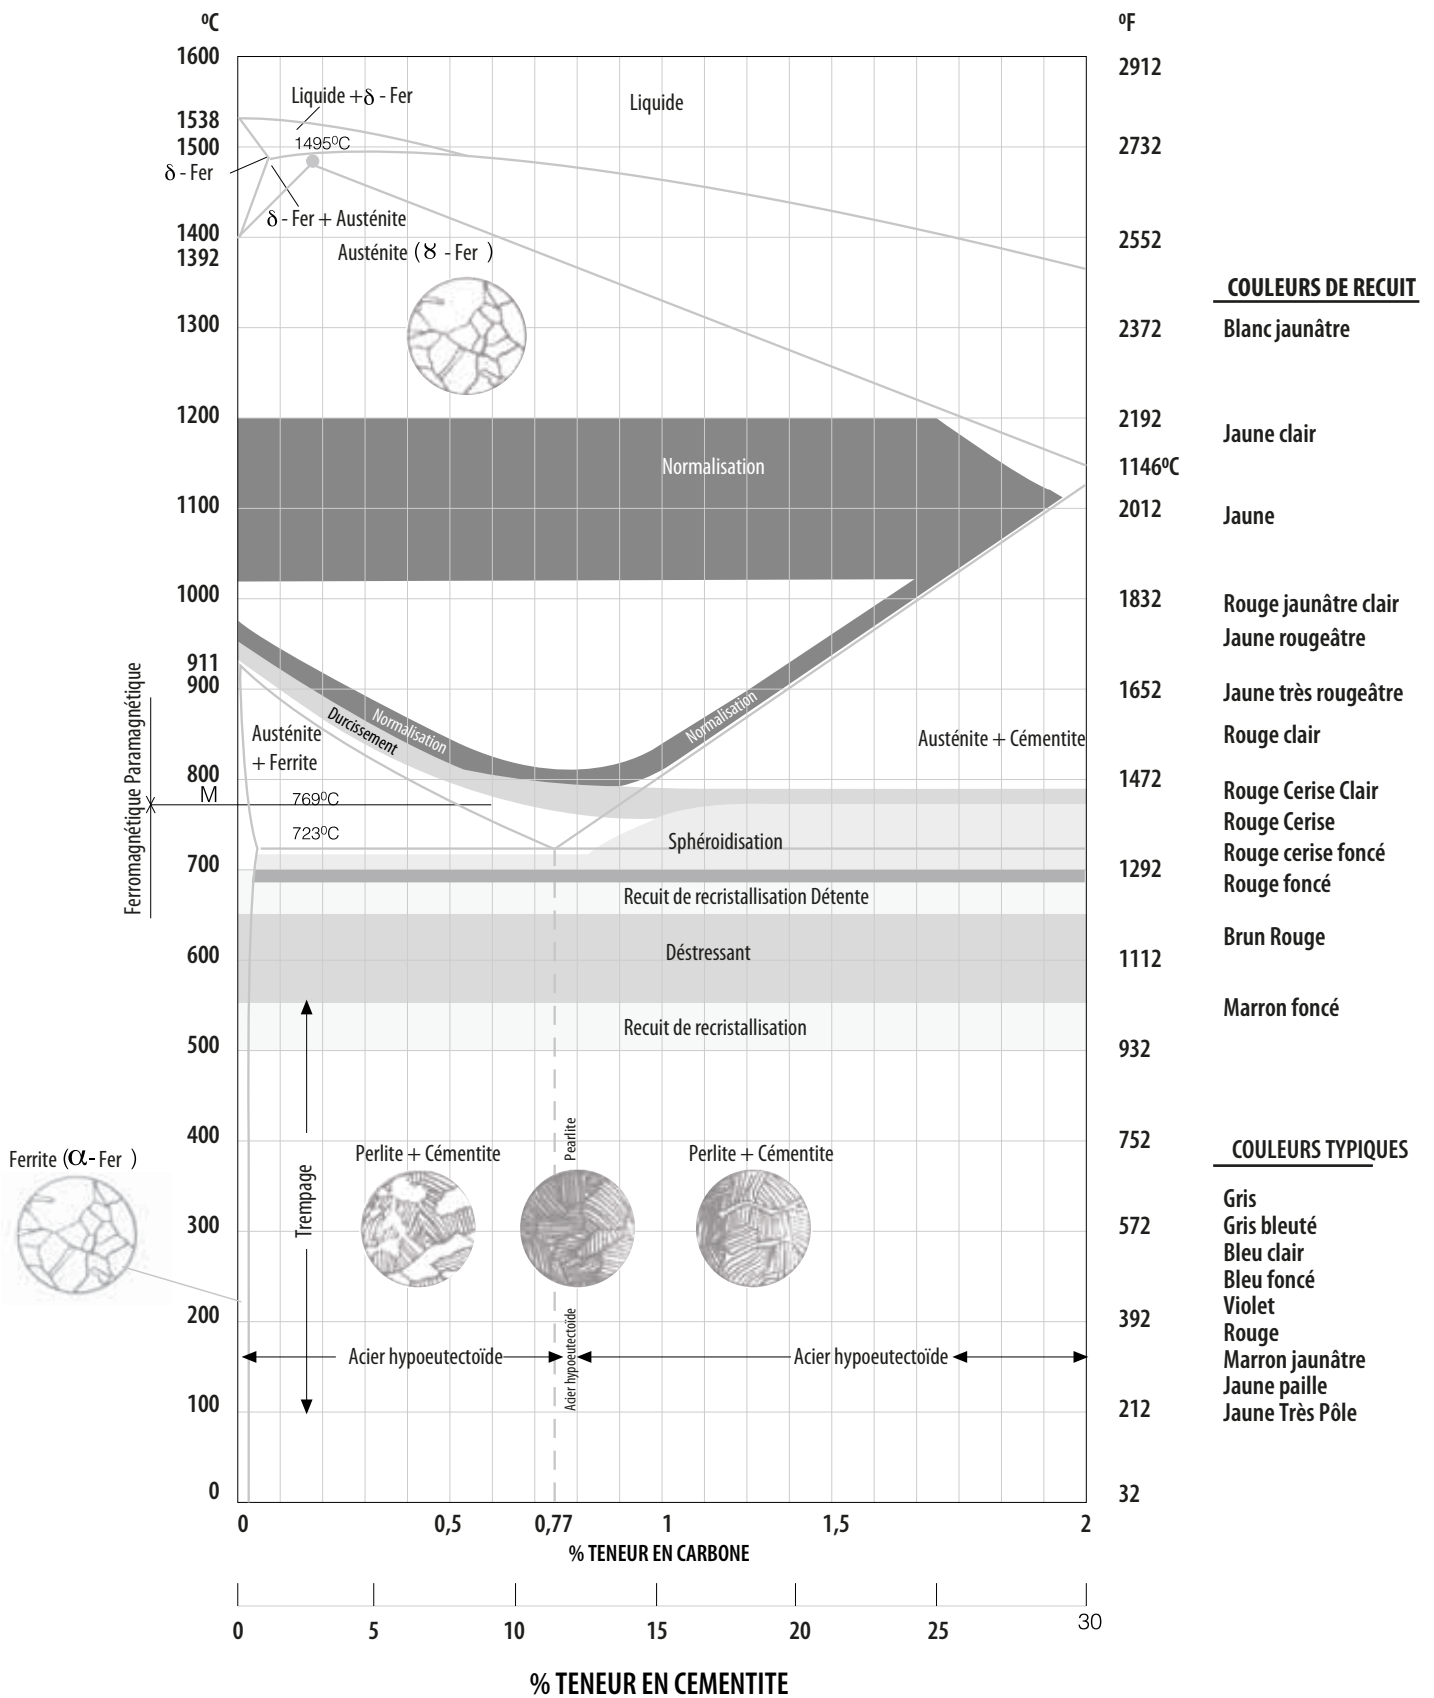 ºC
ºF
1600
2912
Liquide + δ - Fer
Liquide
1538
1495ºC
1500
2732
δ - Fer
δ - Fer + Austénite
1400
2552
1392
Austénite (ɣ - Fer )
COULEURS DE RECUIT
1300
2372
Blanc jaunâtre
1200
2192
Jaune clair
Normalisation
1146ºC
1100
2012
Jaune
1000
1832
Rouge jaunâtre clair
Jaune rougeâtre
911
900
1652
Jaune très rougeâtre
Normalisation
Durcissement
Normalisation
Ferromagnétique Paramagnétique
Austénite
+ Ferrite
Austénite + Cémentite
Rouge clair
800
1472
M
769ºC
Rouge Cerise Clair
Rouge Cerise
723ºC
Sphéroidisation
Rouge cerise foncé
700
1292
Rouge foncé
Recuit de recristallisation Détente
Brun Rouge
600
Déstressant
1112
Marron foncé
Recuit de recristallisation
500
932
400
752
Pearlite
Ferrite (α- Fer )
Perlite + Cémentite
Perlite + Cémentite
COULEURS TYPIQUES
Trempage
Gris
300
572
Gris bleuté
Bleu clair
Bleu foncé
Violet
200
392
Rouge
Acier hypoeutectoïde
Acier hypoeutectoïde
Acier hypoeutectoïde
Marron jaunâtre
Jaune paille
100
212
Jaune Très Pôle
0
32
0 0,5 0,77 1 1,5 2
% TENEUR EN CARBONE
0 5 10 15 20 25 30
% TENEUR EN CEMENTITE